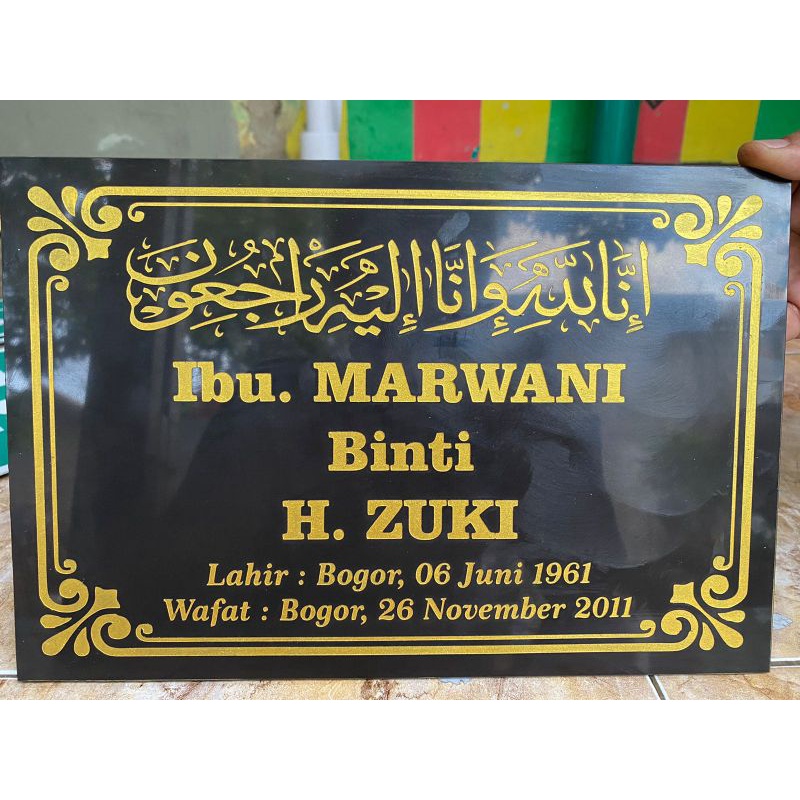 إِنَّا لِلَّهِ وَإِنَّا إِلَيْهِ رَاجِعُونَ
Ibu. MARWANI
Binti
H. ZUKI
Lahir : Bogor, 06 Juni 1961
Wafat : Bogor, 26 November 2011